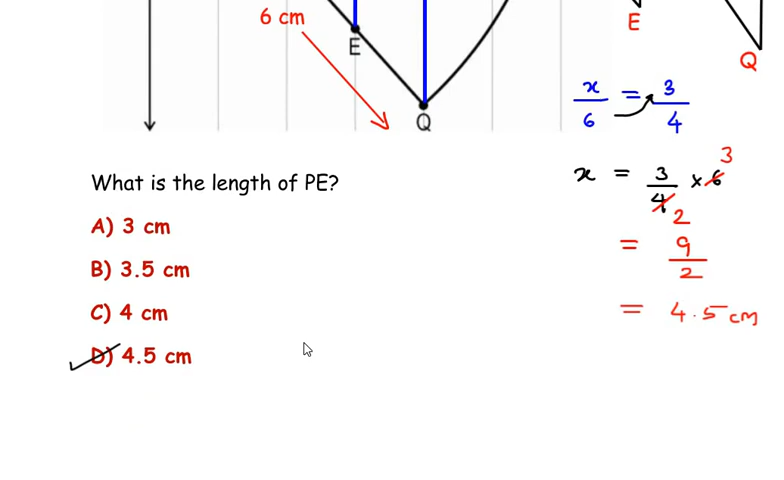 6 cm
E
Q
E
Q
x/6 = 3/4
x = 3/4 × 6 3
2
= 9/2
= 4.5 cm
What is the length of PE?
A) 3 cm
B) 3.5 cm
C) 4 cm
D) 4.5 cm